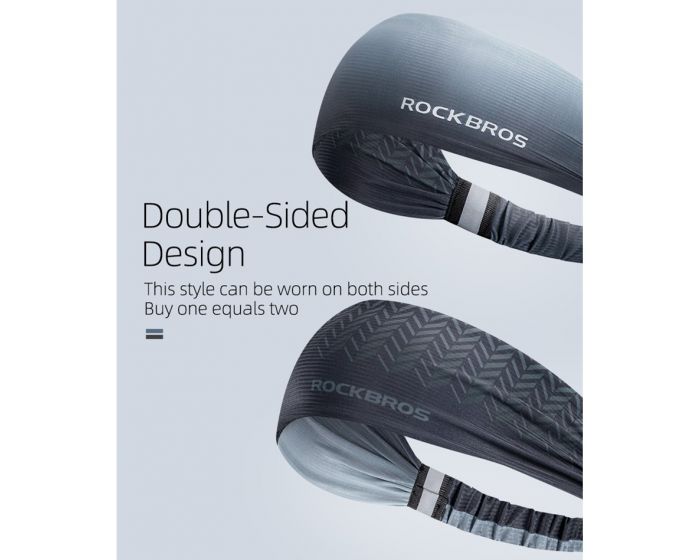 ROCKBROS
Double-Sided
Design
This style can be worn on both sides
Buy one equals two
ROCKBROS